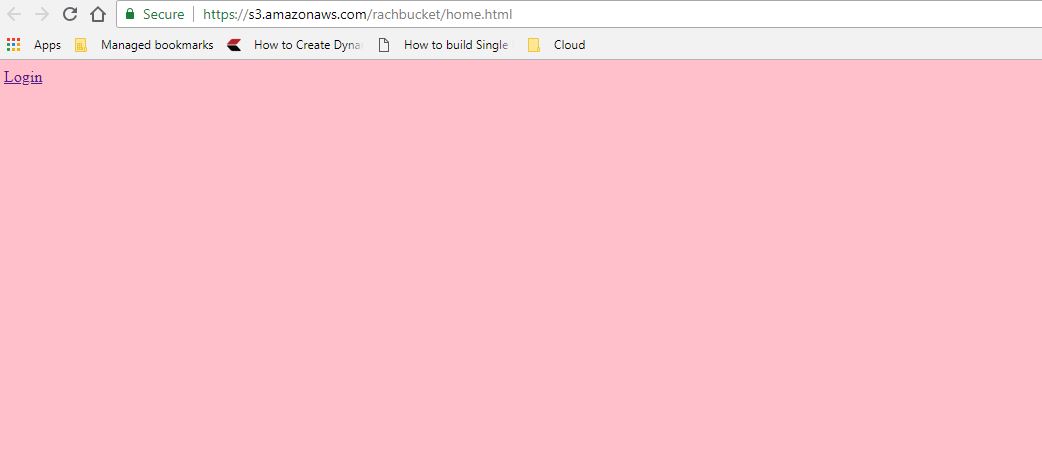 Secure https://s3.amazonaws.com/rachbucket/home.html
Apps Managed bookmarks How to Create Dyna How to build Single Cloud
Login